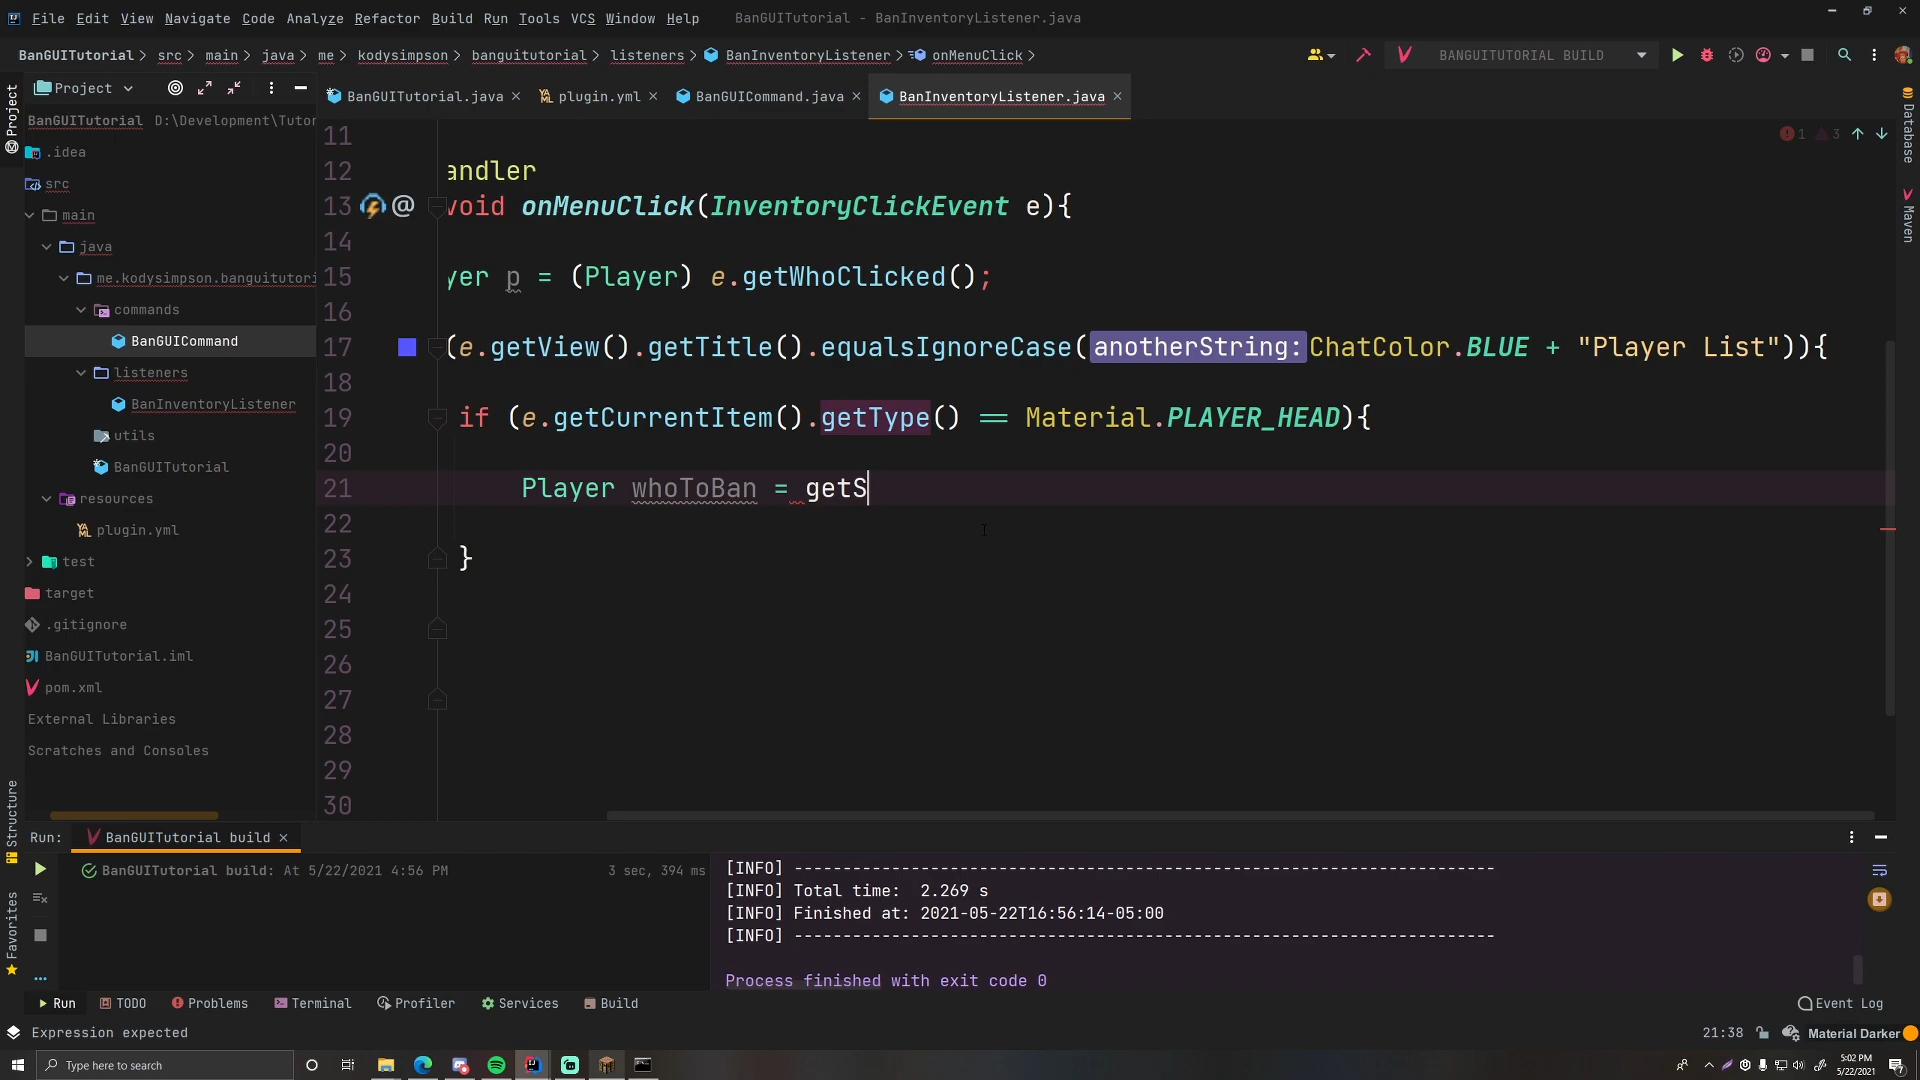 File Edit View Navigate Code Analyze Refactor Build Run Tools VCS Window Help BanGUITutorial - BanInventoryListener.java
BanGUITutorial > src > main > java > me > kodysimpson > banguitutorial > listeners > BanInventoryListener > onMenuClick > BANGUITUTORIAL BUILD
Project BanGUITutorial.java plugin.yml BanGUICommand.java BanInventoryListener.java
BanGUITutorial D:\Development\Tutor
.idea
src
main
java
me.kodysimpson.banguitutori
commands
BanGUICommand
listeners
BanInventoryListener
utils
BanGUITutorial
resources
plugin.yml
test
target
.gitignore
BanGUITutorial.iml
pom.xml
External Libraries
Scratches and Consoles
Project
Structure
Favorites
Database
Maven
1 3
11
12 andler
13 @ void onMenuClick(InventoryClickEvent e){
14
15 yer p = (Player) e.getWhoClicked();
16
17 (e.getView().getTitle().equalsIgnoreCase( anotherString: ChatColor.BLUE + "Player List")){
18
19 if (e.getCurrentItem().getType() == Material.PLAYER_HEAD){
20
21 Player whoToBan = getS
22
23 }
24
25
26
27
28
29
30
Run: BanGUITutorial build
BanGUITutorial build: At 5/22/2021 4:56 PM 3 sec, 394 ms
[INFO] ------------------------------------------------------------------------
[INFO] Total time: 2.269 s
[INFO] Finished at: 2021-05-22T16:56:14-05:00
[INFO] ------------------------------------------------------------------------
Process finished with exit code 0
Run TODO Problems Terminal Profiler Services Build Event Log
Expression expected 21:38 Material Darker
Type here to search 5:02 PM
5/22/2021